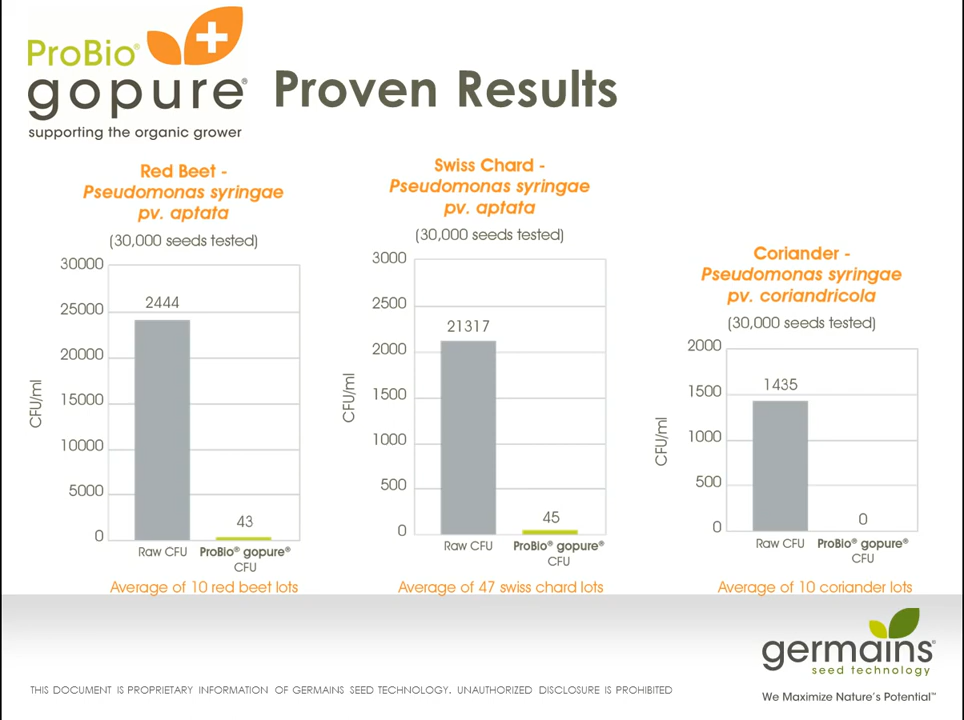 ProBio®
gopure®
supporting the organic grower
Proven Results
Red Beet -
Pseudomonas syringae
pv. aptata
(30,000 seeds tested)
30000
25000
20000
15000
10000
5000
0
CFU/ml
2444
43
Raw CFU
ProBio® gopure®
CFU
Average of 10 red beet lots
Swiss Chard -
Pseudomonas syringae
pv. aptata
(30,000 seeds tested)
3000
2500
2000
1500
1000
500
0
CFU/ml
21317
45
Raw CFU
ProBio® gopure®
CFU
Average of 47 swiss chard lots
Coriander -
Pseudomonas syringae
pv. coriandricola
(30,000 seeds tested)
2000
1500
1000
500
0
CFU/ml
1435
0
Raw CFU
ProBio® gopure®
CFU
Average of 10 coriander lots
germains®
seed technology
We Maximize Nature's Potential™
THIS DOCUMENT IS PROPRIETARY INFORMATION OF GERMAINS SEED TECHNOLOGY. UNAUTHORIZED DISCLOSURE IS PROHIBITED